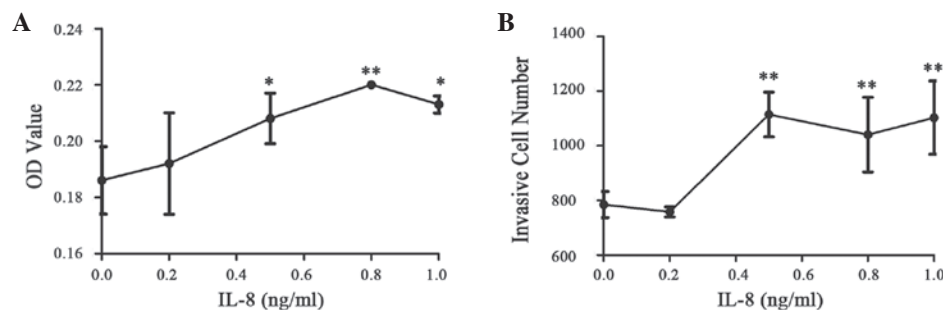 A
OD Value
0.24
0.22
0.20
0.18
0.16
* ** *
0.0 0.2 0.4 0.6 0.8 1.0
IL-8 (ng/ml)
B
Invasive Cell Number
1400
1200
1000
800
600
** ** **
0.0 0.2 0.4 0.6 0.8 1.0
IL-8 (ng/ml)